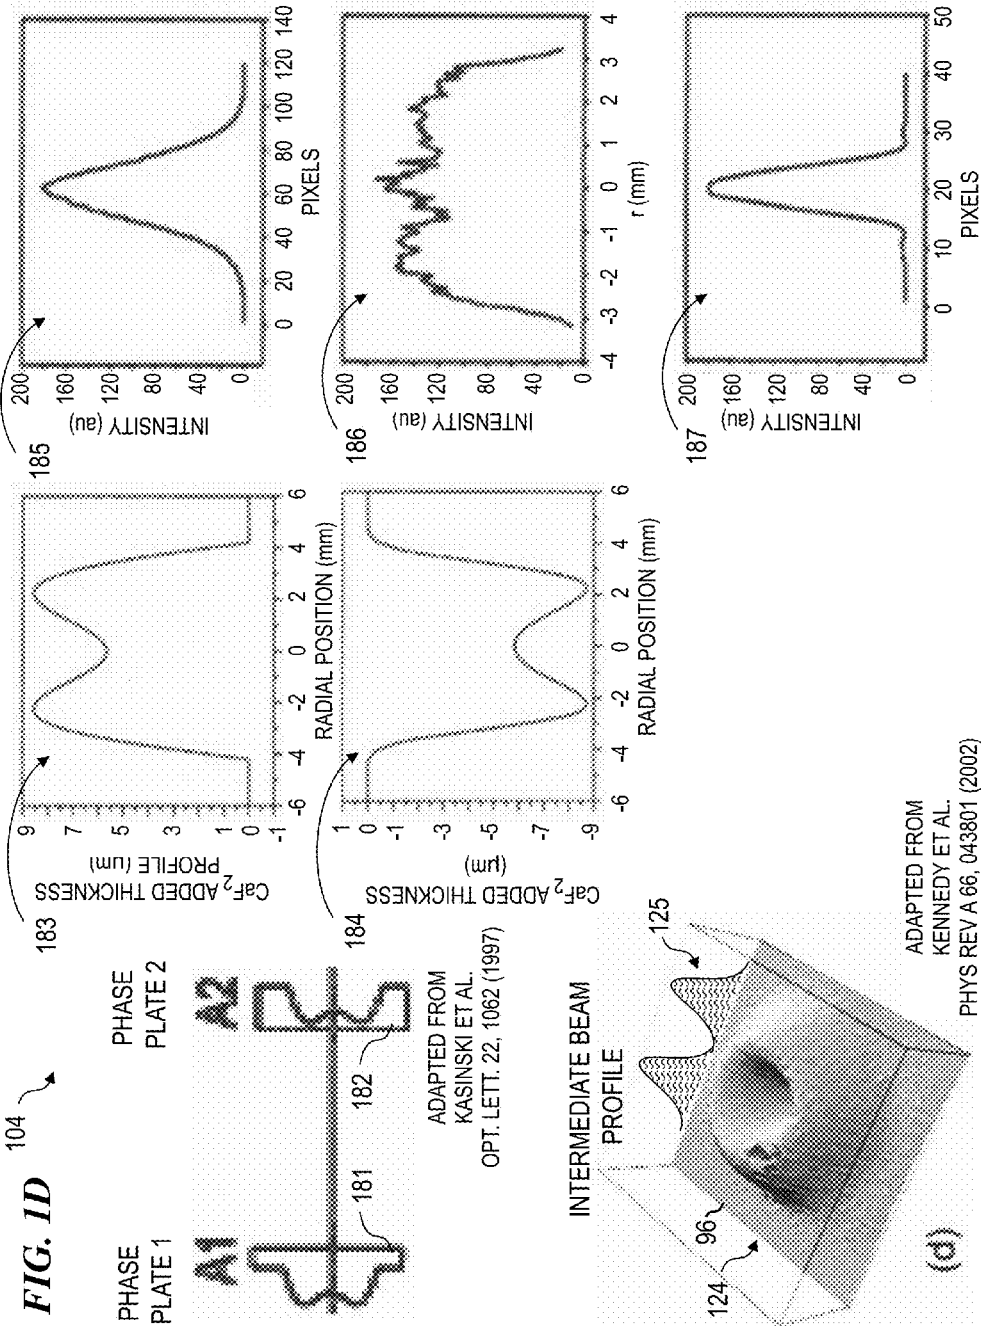 FIG. 1D
104
PHASE
PLATE 1
PHASE
PLATE 2
A1
A2
181
182
ADAPTED FROM
KASINSKI ET AL.
OPT. LETT. 22, 1062 (1997)
INTERMEDIATE BEAM
PROFILE
96
124
125
(d)
ADAPTED FROM
KENNEDY ET AL.
PHYS REV A 66, 043801 (2002)
183
CaF2 ADDED THICKNESS
PROFILE (um)
9
7
5
3
1
0
-1
-6 -4 -2 0 2 4 6
RADIAL POSITION (mm)
184
CaF2 ADDED THICKNESS
(µm)
1
0
-1
-5
-7
-9
-6 -4 -2 0 2 4 6
RADIAL POSITION (mm)
185
INTENSITY (au)
200
160
120
80
40
0
0 20 40 60 80 100 120 140
PIXELS
186
INTENSITY (au)
200
160
120
80
40
0
-4 -3 -2 -1 0 1 2 3 4
r (mm)
187
INTENSITY (au)
200
160
120
80
40
0
0 10 20 30 40 50
PIXELS